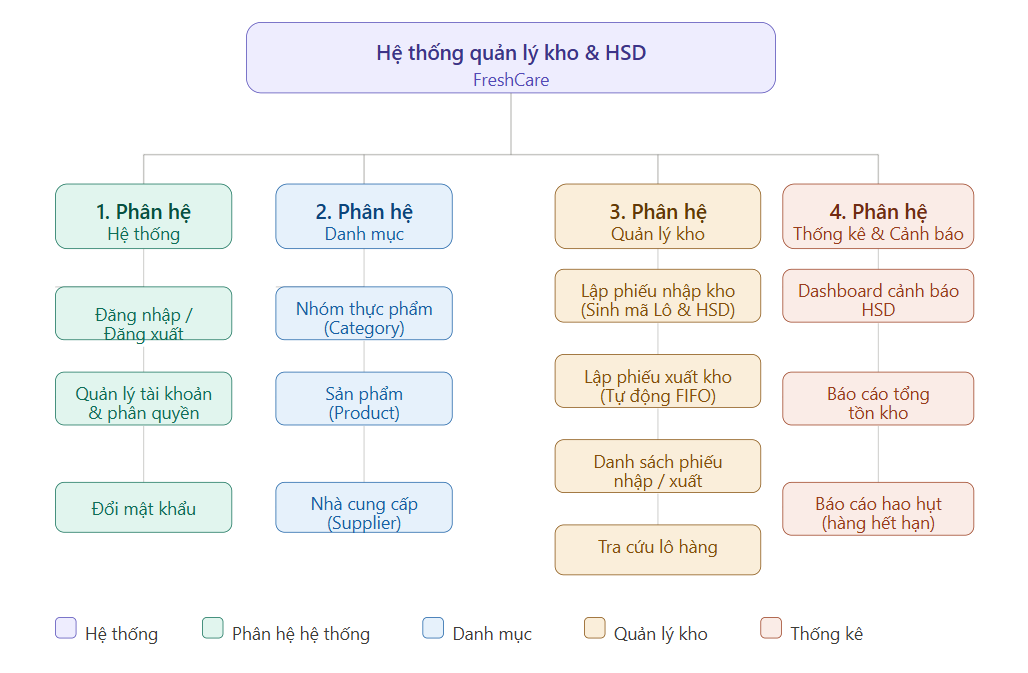 Hệ thống quản lý kho & HSD
FreshCare
1. Phân hệ
Hệ thống
Đăng nhập /
Đăng xuất
Quản lý tài khoản
& phân quyền
Đổi mật khẩu
2. Phân hệ
Danh mục
Nhóm thực phẩm
(Category)
Sản phẩm
(Product)
Nhà cung cấp
(Supplier)
3. Phân hệ
Quản lý kho
Lập phiếu nhập kho
(Sinh mã Lô & HSD)
Lập phiếu xuất kho
(Tự động FIFO)
Danh sách phiếu
nhập / xuất
Tra cứu lô hàng
4. Phân hệ
Thống kê & Cảnh báo
Dashboard cảnh báo
HSD
Báo cáo tổng
tồn kho
Báo cáo hao hụt
(hàng hết hạn)
Hệ thống
Phân hệ hệ thống
Danh mục
Quản lý kho
Thống kê